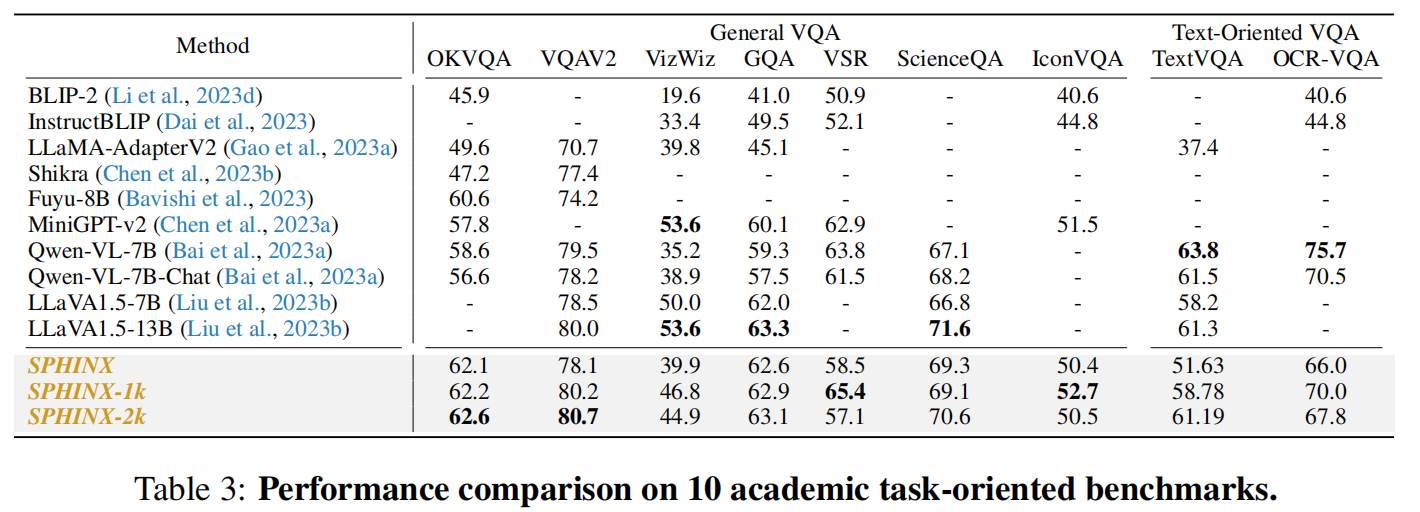 Method General VQA Text-Oriented VQA
OKVQA VQAV2 VizWiz GQA VSR ScienceQA IconVQA TextVQA OCR-VQA
BLIP-2 (Li et al., 2023d) 45.9 - 19.6 41.0 50.9 - 40.6 - 40.6
InstructBLIP (Dai et al., 2023) - - 33.4 49.5 52.1 - 44.8 - 44.8
LLaMA-AdapterV2 (Gao et al., 2023a) 49.6 70.7 39.8 45.1 - - - 37.4 -
Shikra (Chen et al., 2023b) 47.2 77.4 - - - - - - -
Fuyu-8B (Bavishi et al., 2023) 60.6 74.2 - - - - - - -
MiniGPT-v2 (Chen et al., 2023a) 57.8 - 53.6 60.1 62.9 - 51.5 - -
Qwen-VL-7B (Bai et al., 2023a) 58.6 79.5 35.2 59.3 63.8 67.1 - 63.8 75.7
Qwen-VL-7B-Chat (Bai et al., 2023a) 56.6 78.2 38.9 57.5 61.5 68.2 - 61.5 70.5
LLaVA1.5-7B (Liu et al., 2023b) - 78.5 50.0 62.0 - 66.8 - 58.2 -
LLaVA1.5-13B (Liu et al., 2023b) - 80.0 53.6 63.3 - 71.6 - 61.3 -
SPHINX 62.1 78.1 39.9 62.6 58.5 69.3 50.4 51.63 66.0
SPHINX-1k 62.2 80.2 46.8 62.9 65.4 69.1 52.7 58.78 70.0
SPHINX-2k 62.6 80.7 44.9 63.1 57.1 70.6 50.5 61.19 67.8
Table 3: Performance comparison on 10 academic task-oriented benchmarks.